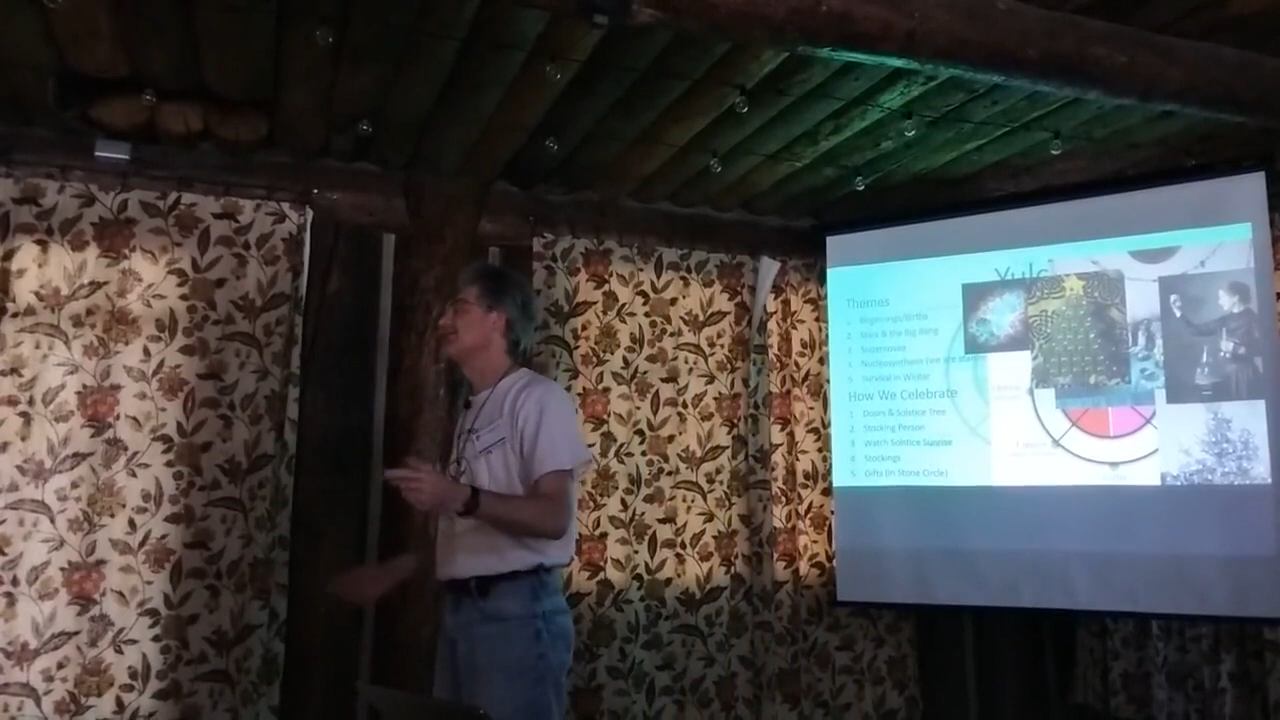 Yule
Themes
1. Beginnings/Births
2. Stars & the Big Bang
3. Supernovae
4. Nucleosynthesis (we are
5. Survival in Winter
How We Celebrate
1. Doors & Solstice Tree
2. Stocking Person
3. Watch Solstice Sunrise
4. Stockings
5. Gifts (in Stone Circle)